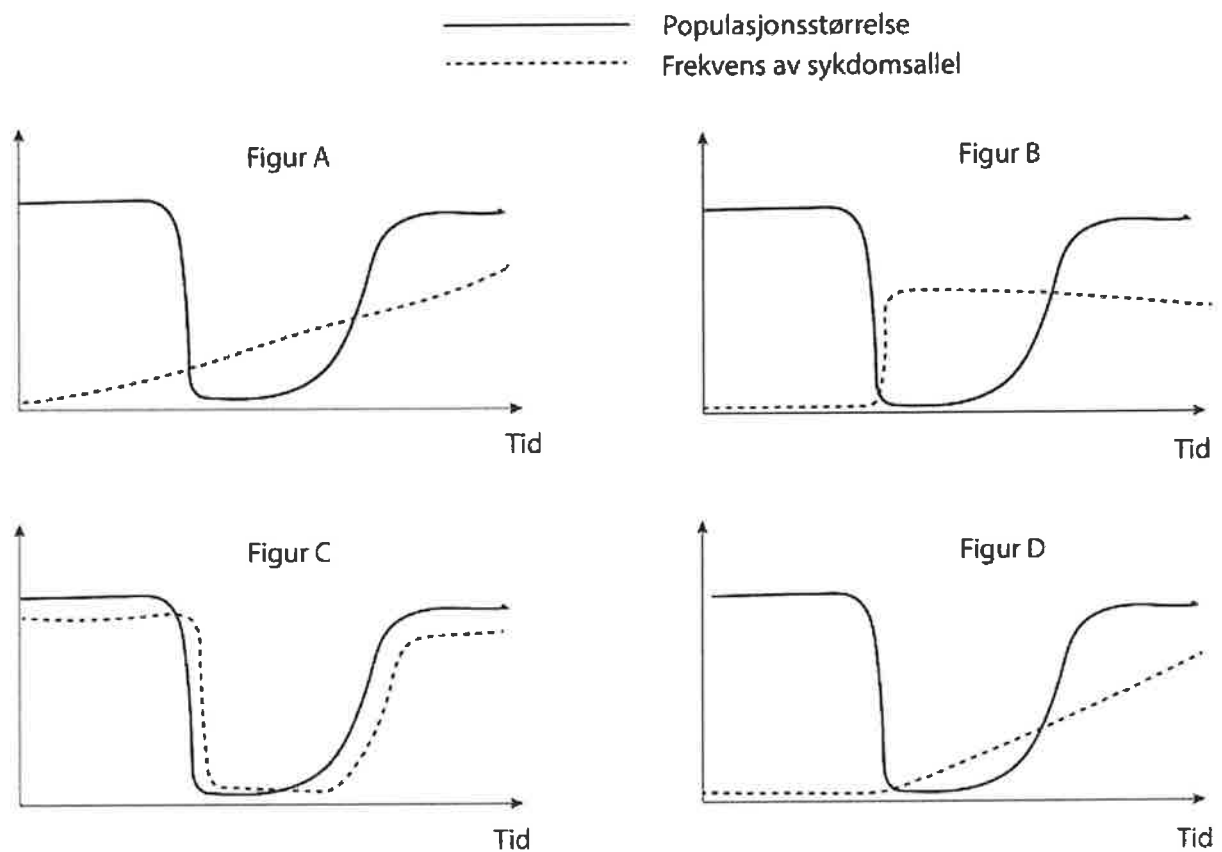 Populasjonsstørrelse
Frekvens av sykdomsallel
Figur A
Figur B
Tid
Tid
Figur C
Figur D
Tid
Tid